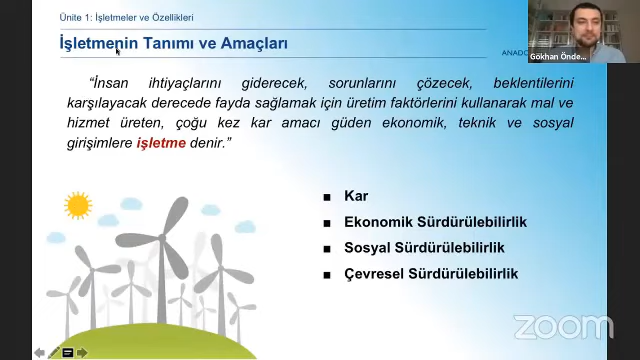 Ünite 1: İşletmeler ve Özellikleri
İşletmenin Tanımı ve Amaçları
Gökhan Önde...
“İnsan ihtiyaçlarını giderecek, sorunlarını çözecek, beklentilerini
karşılayacak derecede fayda sağlamak için üretim faktörlerini kullanarak mal ve
hizmet üreten, çoğu kez kar amacı güden ekonomik, teknik ve sosyal
girişimlere işletme denir.”
Kar
Ekonomik Sürdürülebilirlik
Sosyal Sürdürülebilirlik
Çevresel Sürdürülebilirlik
zoom